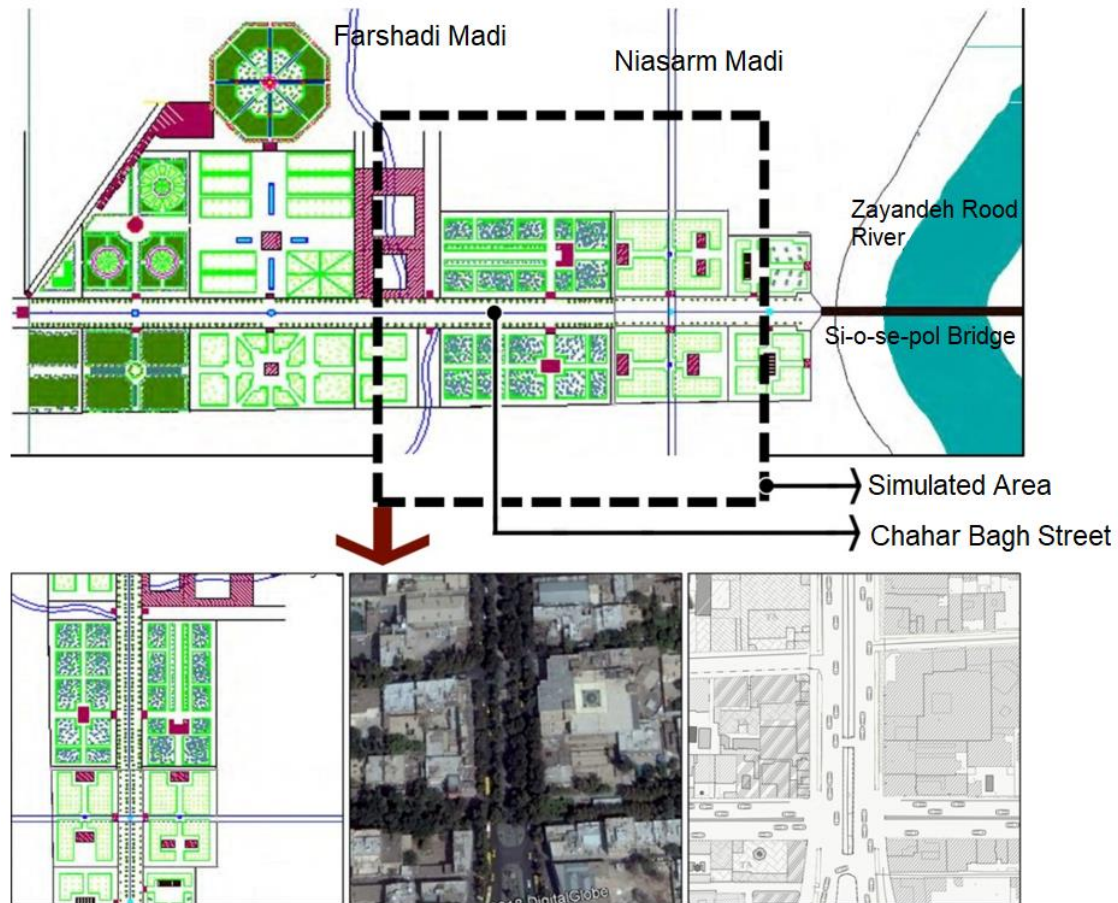 Farshadi Madi
Niasarm Madi
Zayandeh Rood
River
Si-o-se-pol Bridge
Simulated Area
Chahar Bagh Street
DigitalGlobe